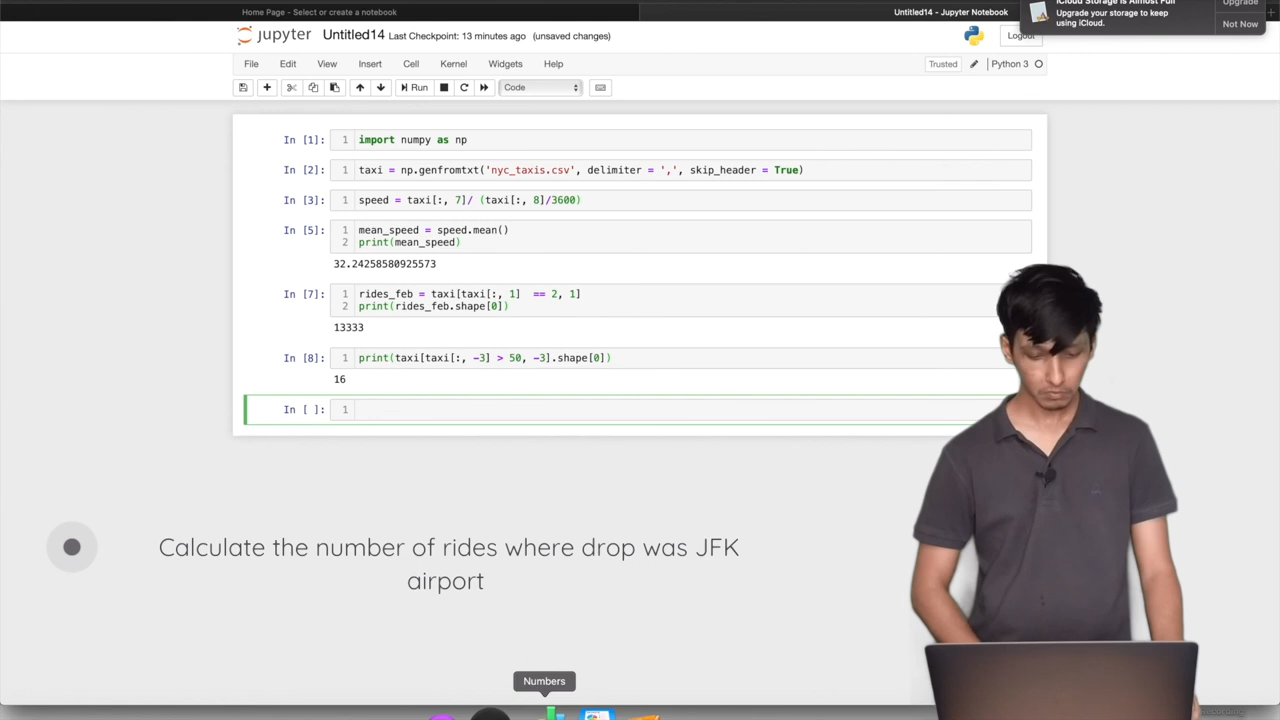 Home Page - Select or create a notebook
Untitled14 - Jupyter Notebook
iCloud Storage Is Almost Full
Upgrade your storage to keep
using iCloud.
Upgrade
Not Now
jupyter Untitled14 Last Checkpoint: 13 minutes ago (unsaved changes)
Logout
File Edit View Insert Cell Kernel Widgets Help
Trusted
Python 3
Run
Code
In [1]: 1 import numpy as np
In [2]: 1 taxi = np.genfromtxt('nyc_taxis.csv', delimiter = ',', skip_header = True)
In [3]: 1 speed = taxi[:, 7]/ (taxi[:, 8]/3600)
In [5]: 1 mean_speed = speed.mean()
2 print(mean_speed)
32.24258580925573
In [7]: 1 rides_feb = taxi[taxi[:, 1] == 2, 1]
2 print(rides_feb.shape[0])
13333
In [8]: 1 print(taxi[taxi[:, -3] > 50, -3].shape[0])
16
In [ ]: 1
Calculate the number of rides where drop was JFK
airport
Numbers
recording